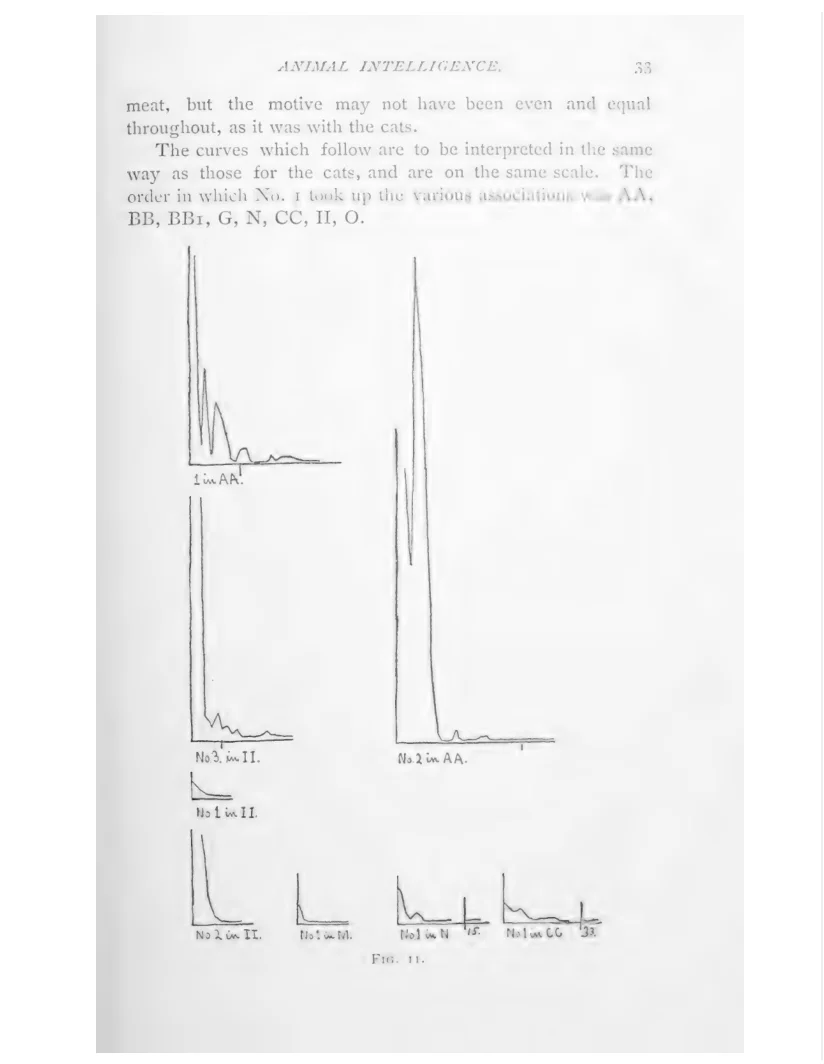 ANIMAL INTELLIGENCE. 33
meat, but the motive may not have been even and equal
throughout, as it was with the cats.
The curves which follow are to be interpreted in the same
way as those for the cats, and are on the same scale. The
order in which No. 1 took up the various associations was AA,
BB, BB1, G, N, CC, II, O.
1 in AA.
No 3. in II.
No. 2 in AA.
No 1 in II.
No 2 in II.
No 1 in M.
No 1 in N 15.
No 1 in CC 33.
FIG. 11.